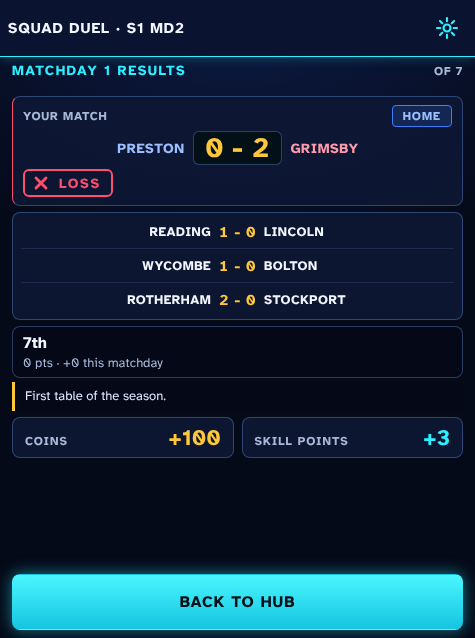 SQUAD DUEL · S1 MD2
MATCHDAY 1 RESULTS
OF 7
YOUR MATCH
HOME
PRESTON 0 - 2 GRIMSBY
LOSS
READING 1 - 0 LINCOLN
WYCOMBE 1 - 0 BOLTON
ROTHERHAM 2 - 0 STOCKPORT
7th
0 pts · +0 this matchday
First table of the season.
COINS +100
SKILL POINTS +3
BACK TO HUB